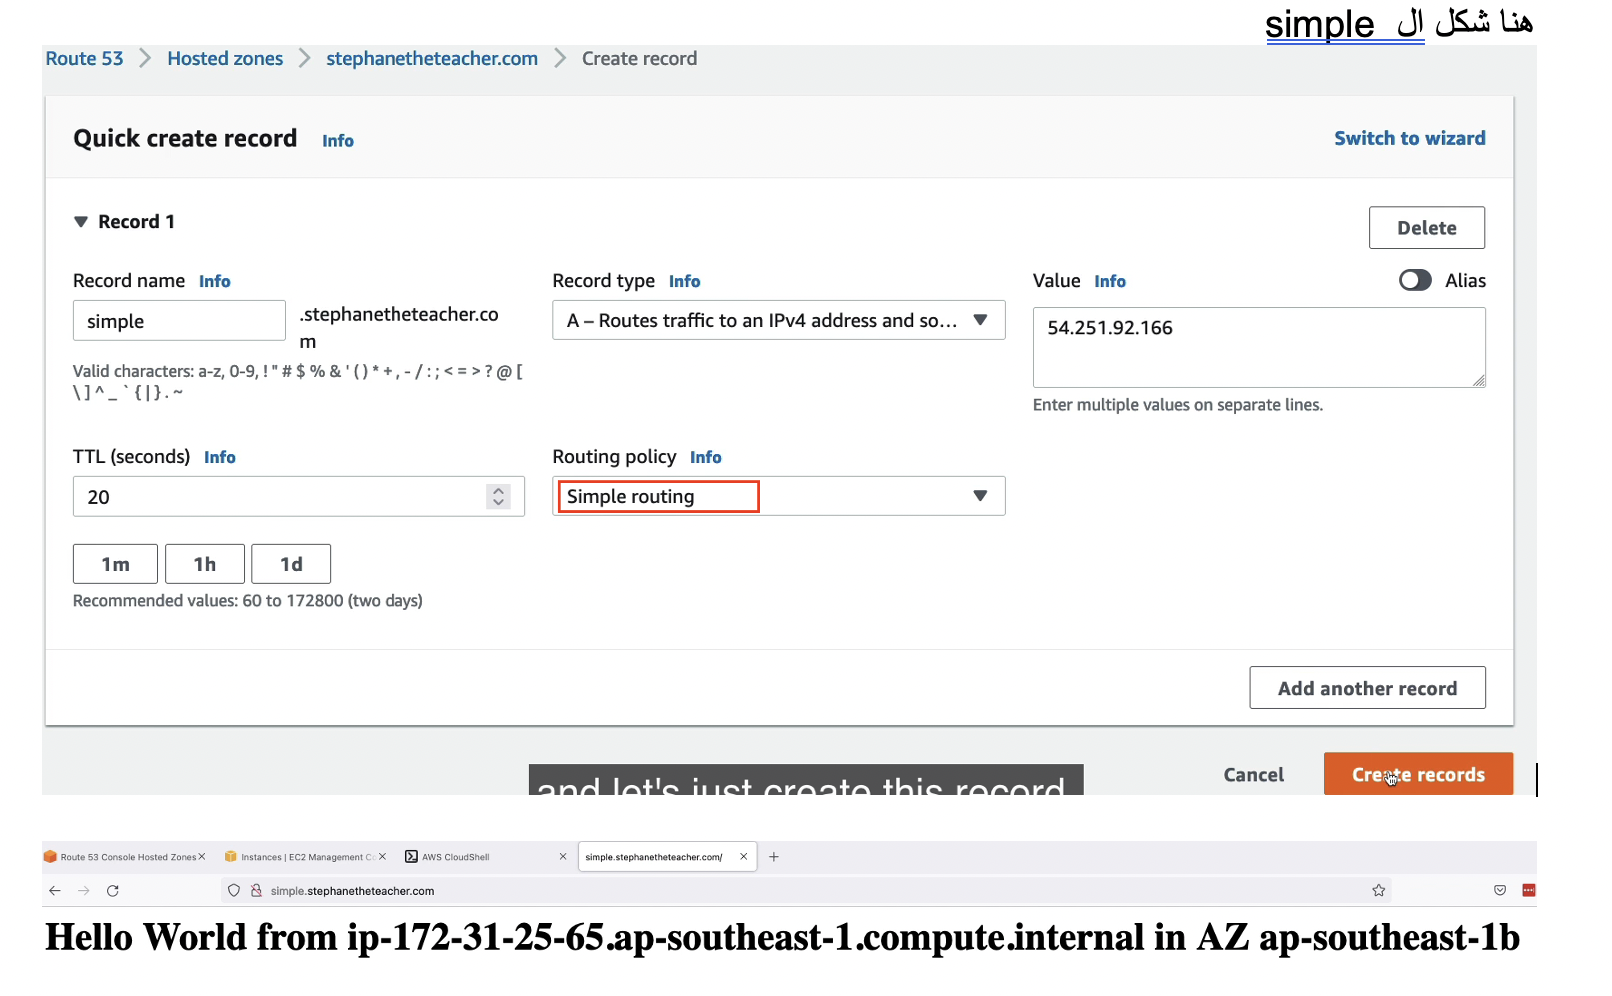 هنا شكل ال simple
Route 53 > Hosted zones > stephanetheteacher.com > Create record
Quick create record Info
Switch to wizard
▼ Record 1
Delete
Record name Info
Record type Info
Value Info
Alias
simple
.stephanetheteacher.co
m
A – Routes traffic to an IPv4 address and so...
54.251.92.166
Valid characters: a-z, 0-9, ! " # $ % & ' ( ) * + , - / : ; < = > ? @ [
\ ] ^ _ ` { | } . ~
Enter multiple values on separate lines.
TTL (seconds) Info
Routing policy Info
20
Simple routing
1m
1h
1d
Recommended values: 60 to 172800 (two days)
Add another record
Cancel
Create records
and let's just create this record
Route 53 Console Hosted Zones
Instances | EC2 Management Co
AWS CloudShell
simple.stephanetheteacher.com/
simple.stephanetheteacher.com
Hello World from ip-172-31-25-65.ap-southeast-1.compute.internal in AZ ap-southeast-1b